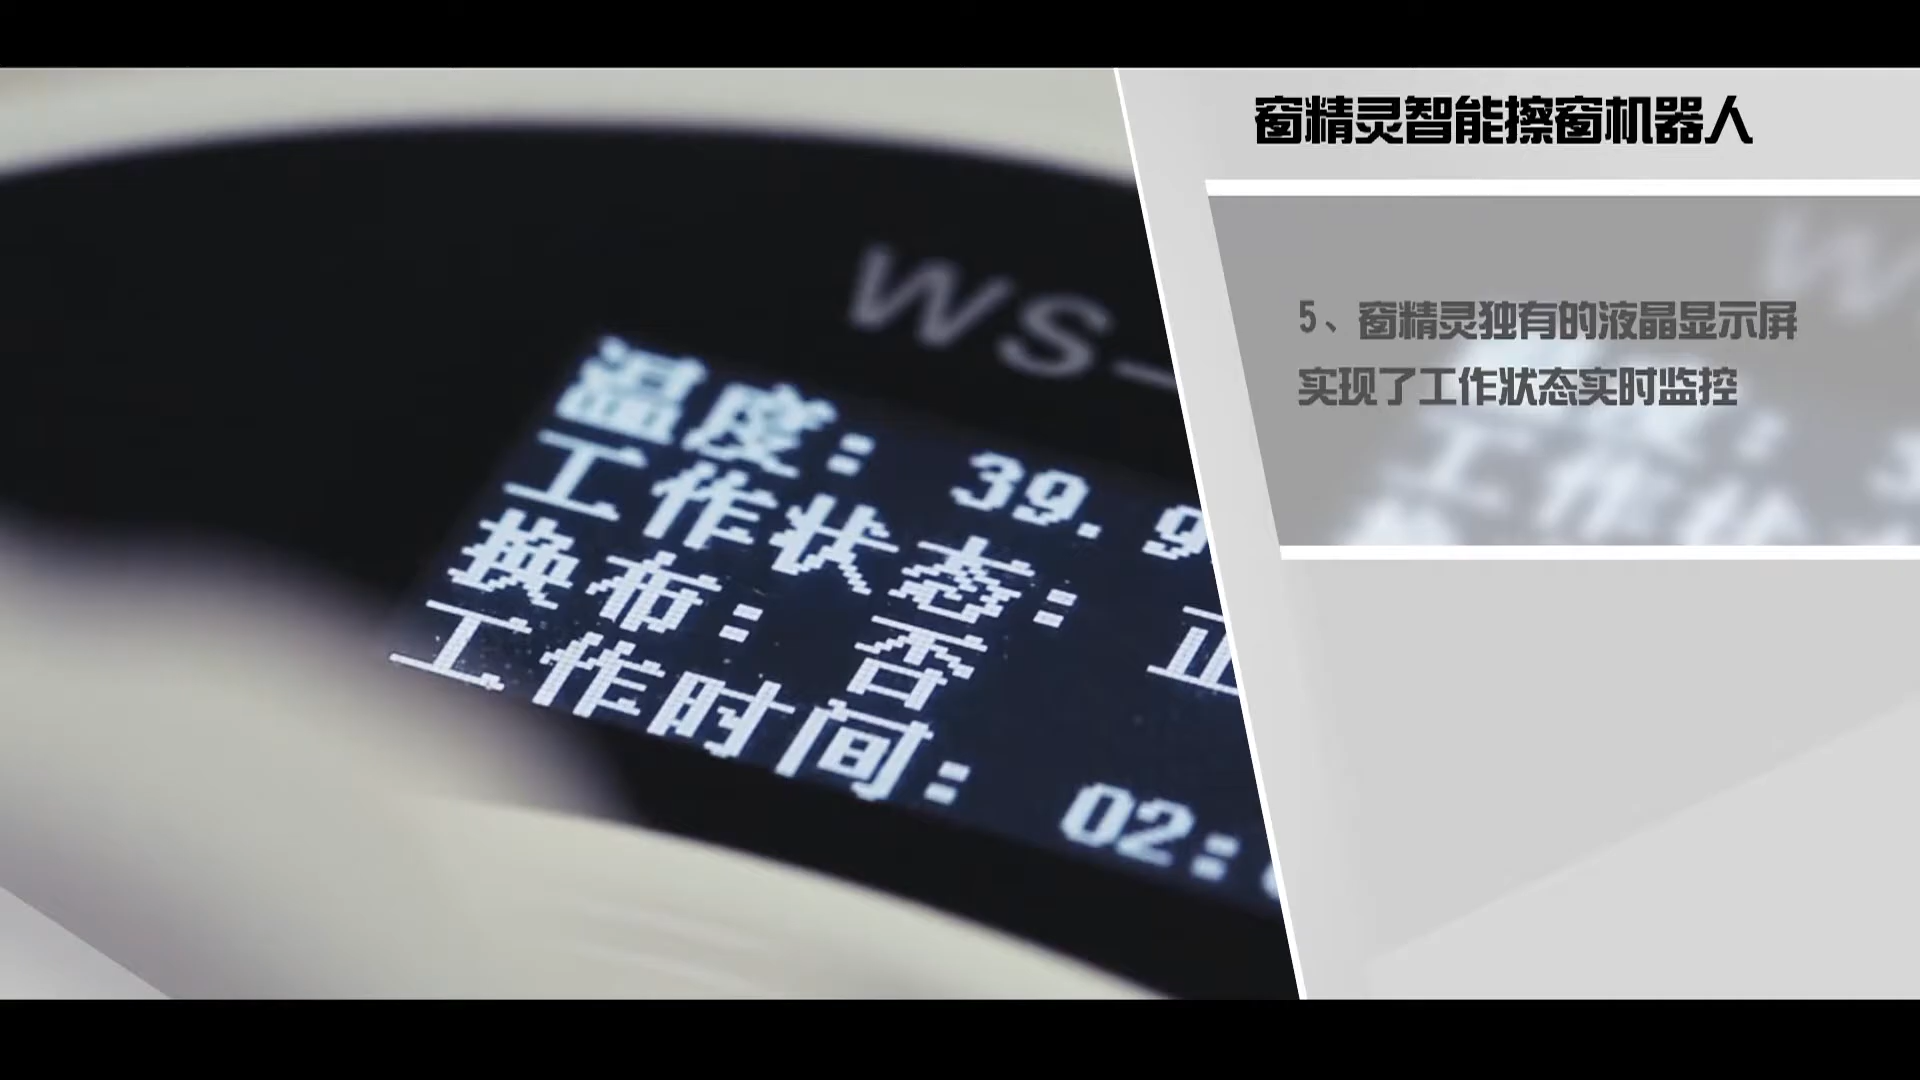 窗精灵智能擦窗机器人
5、窗精灵独有的液晶显示屏
实现了工作状态实时监控
WS-
温度: 39.9
工作状态: 正
换布: 否
工作时间: 02: